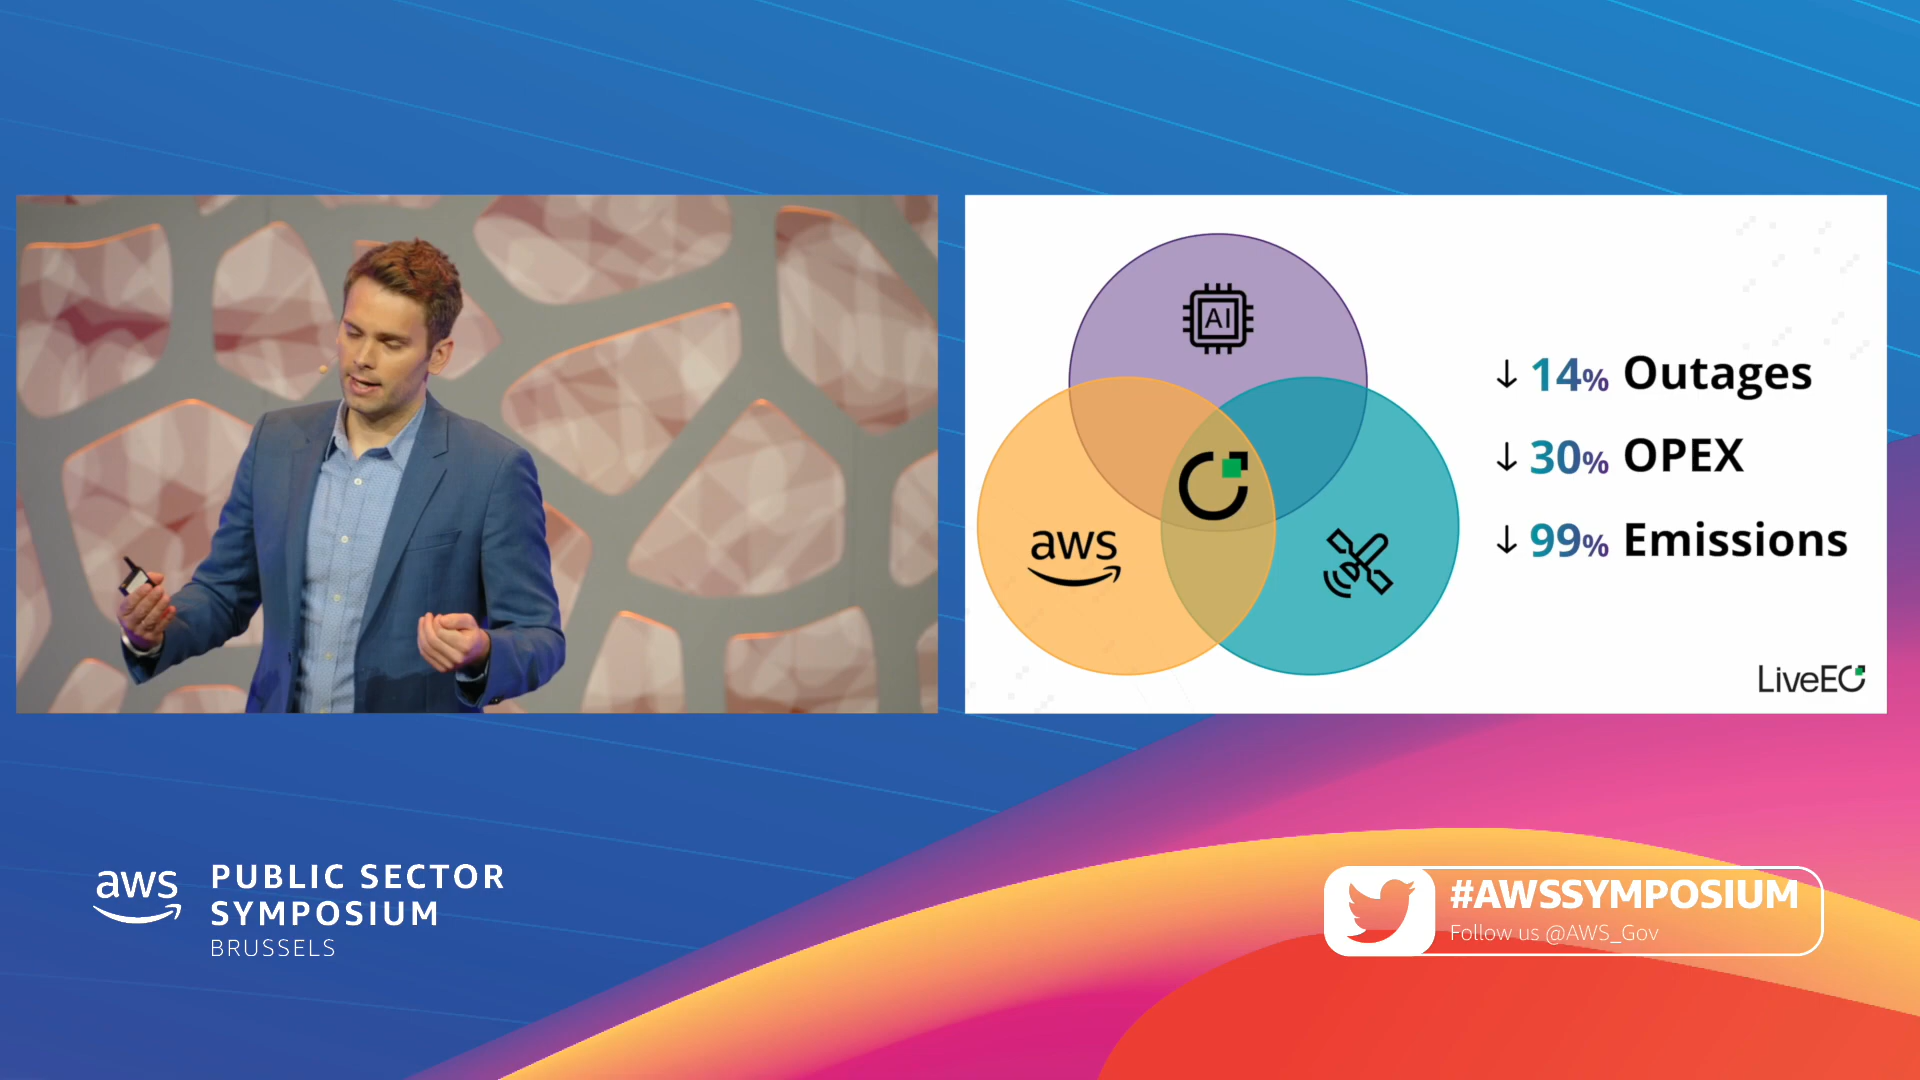 AI
aws
↓ 14% Outages
↓ 30% OPEX
↓ 99% Emissions
LiveEO
aws
PUBLIC SECTOR
SYMPOSIUM
BRUSSELS
#AWSSYMPOSIUM
Follow us @AWS_Gov